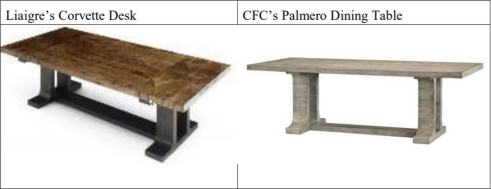 Liaigre’s Corvette Desk
CFC’s Palmero Dining Table